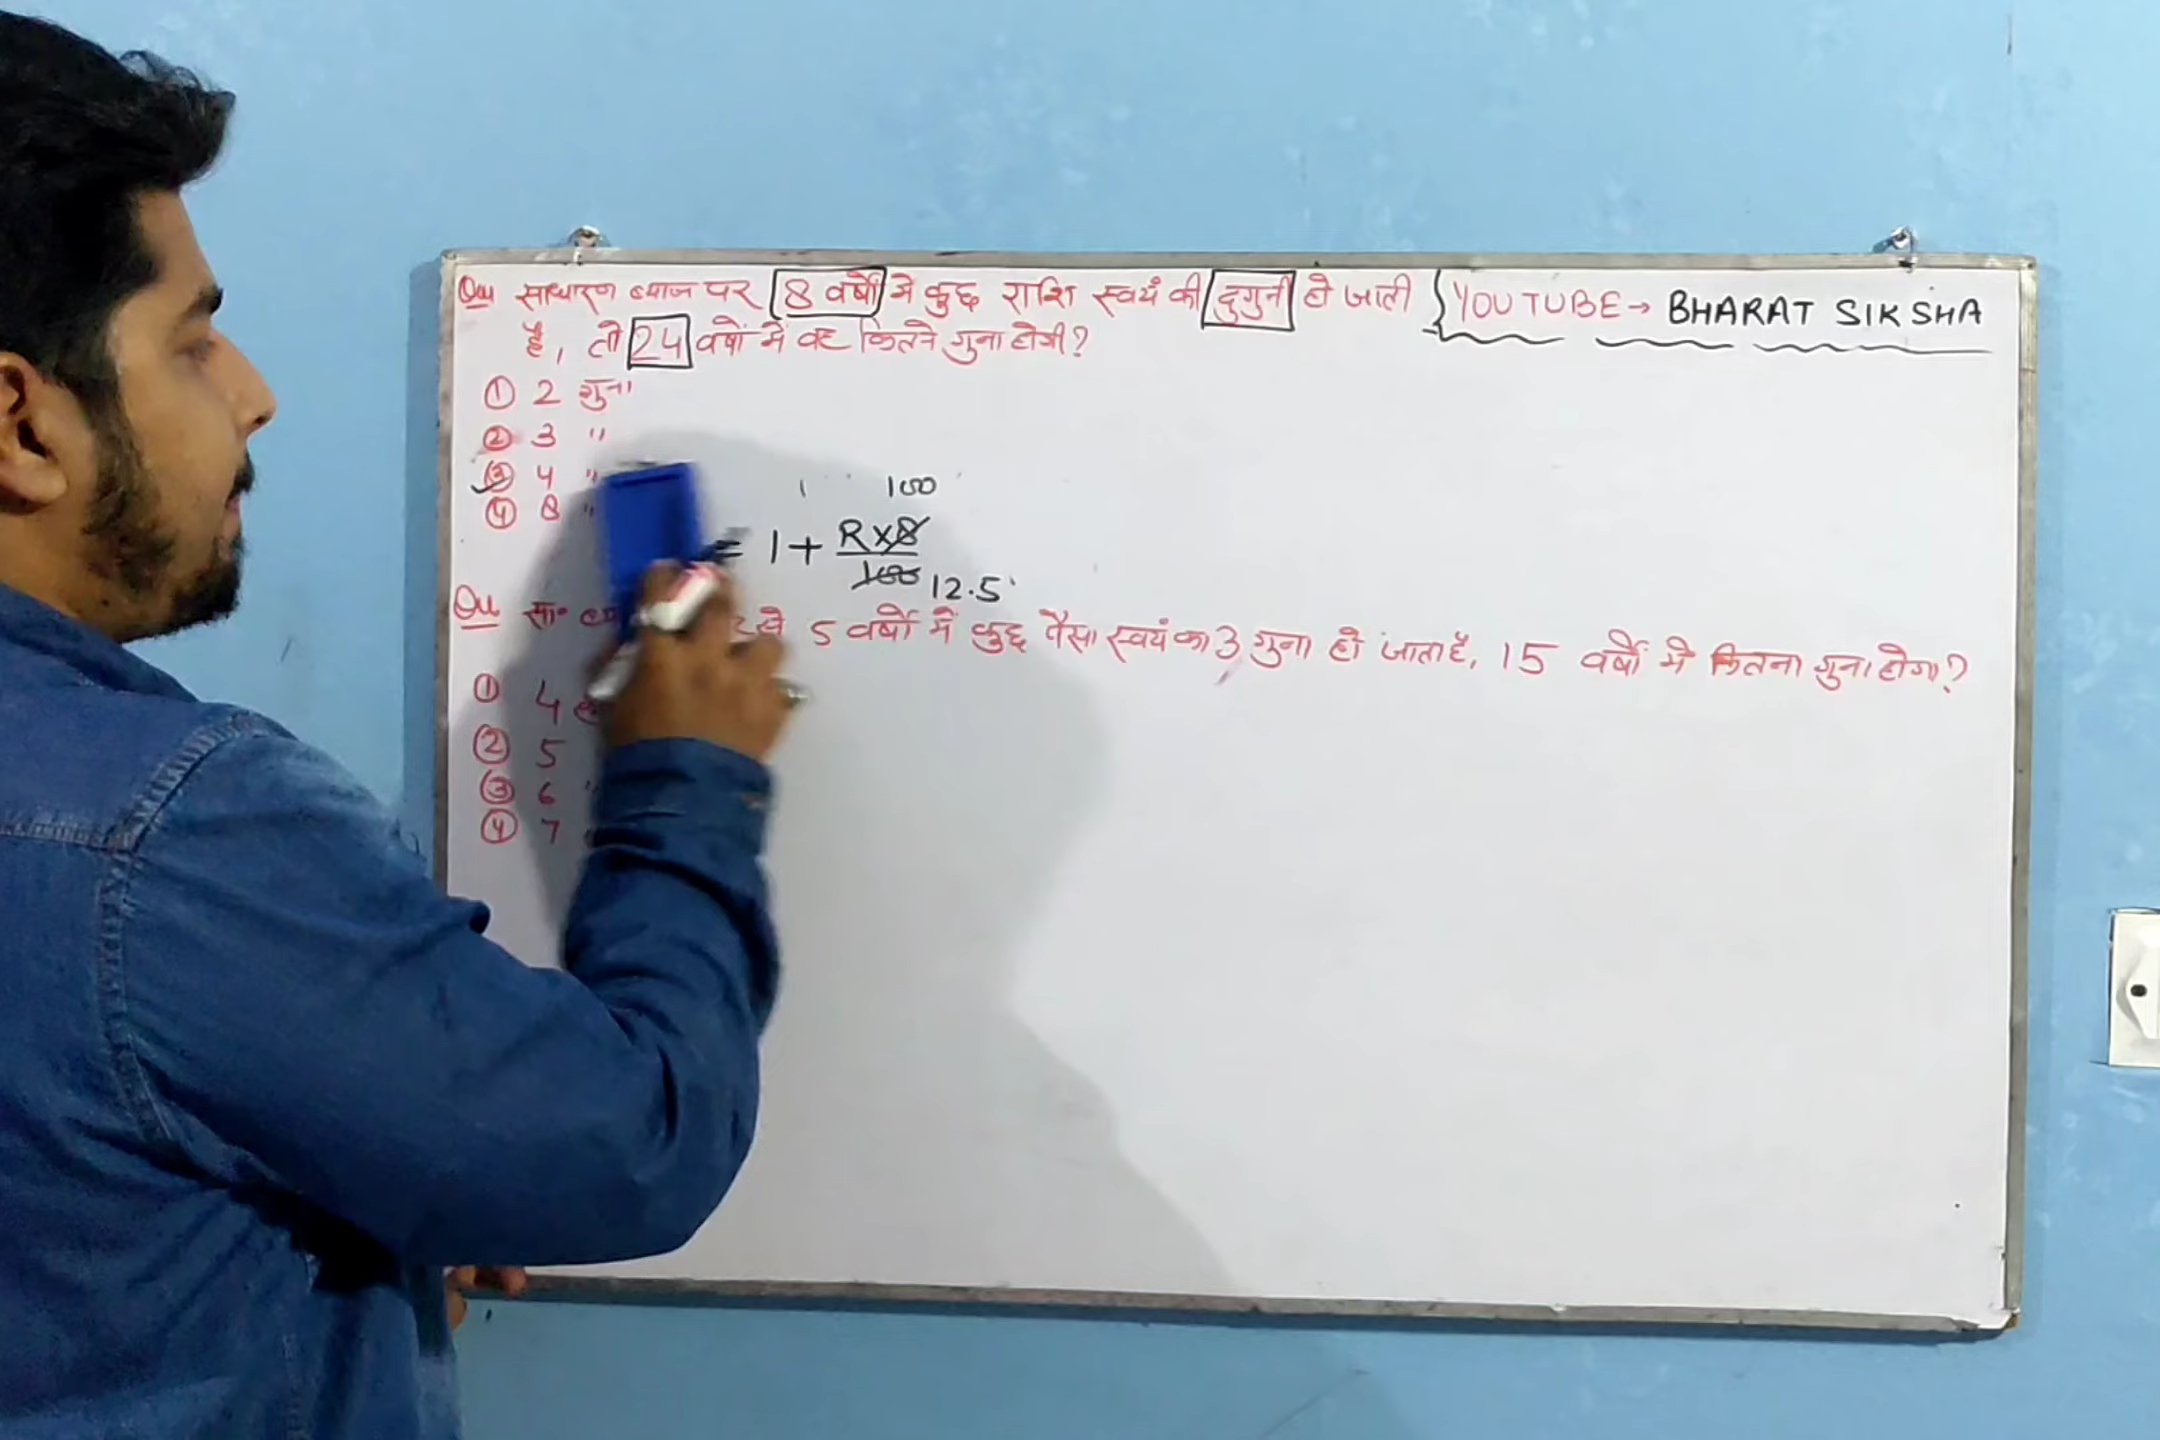 Qu साधारण ब्याज पर 8 वर्षों मे कुछ राशि स्वयं की दुगुनी हो जाती
है, तो 24 वर्षों में वह कितने गुना होगी?
YOUTUBE→ BHARAT SIKSHA
① 2 गुना
② 3 "
③ 4 "
④ 8 "
1 100
= 1 + R×8
100 12.5
Qu सा० 5 वर्षों में कुछ पैसा स्वयं का 3 गुना हो जाता है, 15 वर्षों मे कितना गुना होगा?
① 4
② 5
③ 6 "
④ 7